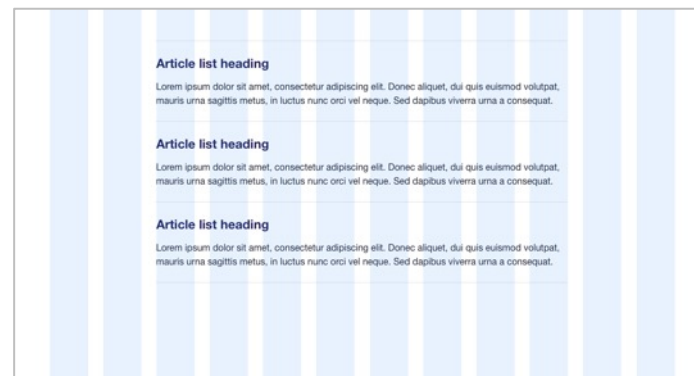 Article list heading
Lorem ipsum dolor sit amet, consectetur adipiscing elit. Donec aliquet, dui quis euismod volutpat,
mauris urna sagittis metus, in luctus nunc orci vel neque. Sed dapibus viverra urna a consequat.
Article list heading
Lorem ipsum dolor sit amet, consectetur adipiscing elit. Donec aliquet, dui quis euismod volutpat,
mauris urna sagittis metus, in luctus nunc orci vel neque. Sed dapibus viverra urna a consequat.
Article list heading
Lorem ipsum dolor sit amet, consectetur adipiscing elit. Donec aliquet, dui quis euismod volutpat,
mauris urna sagittis metus, in luctus nunc orci vel neque. Sed dapibus viverra urna a consequat.